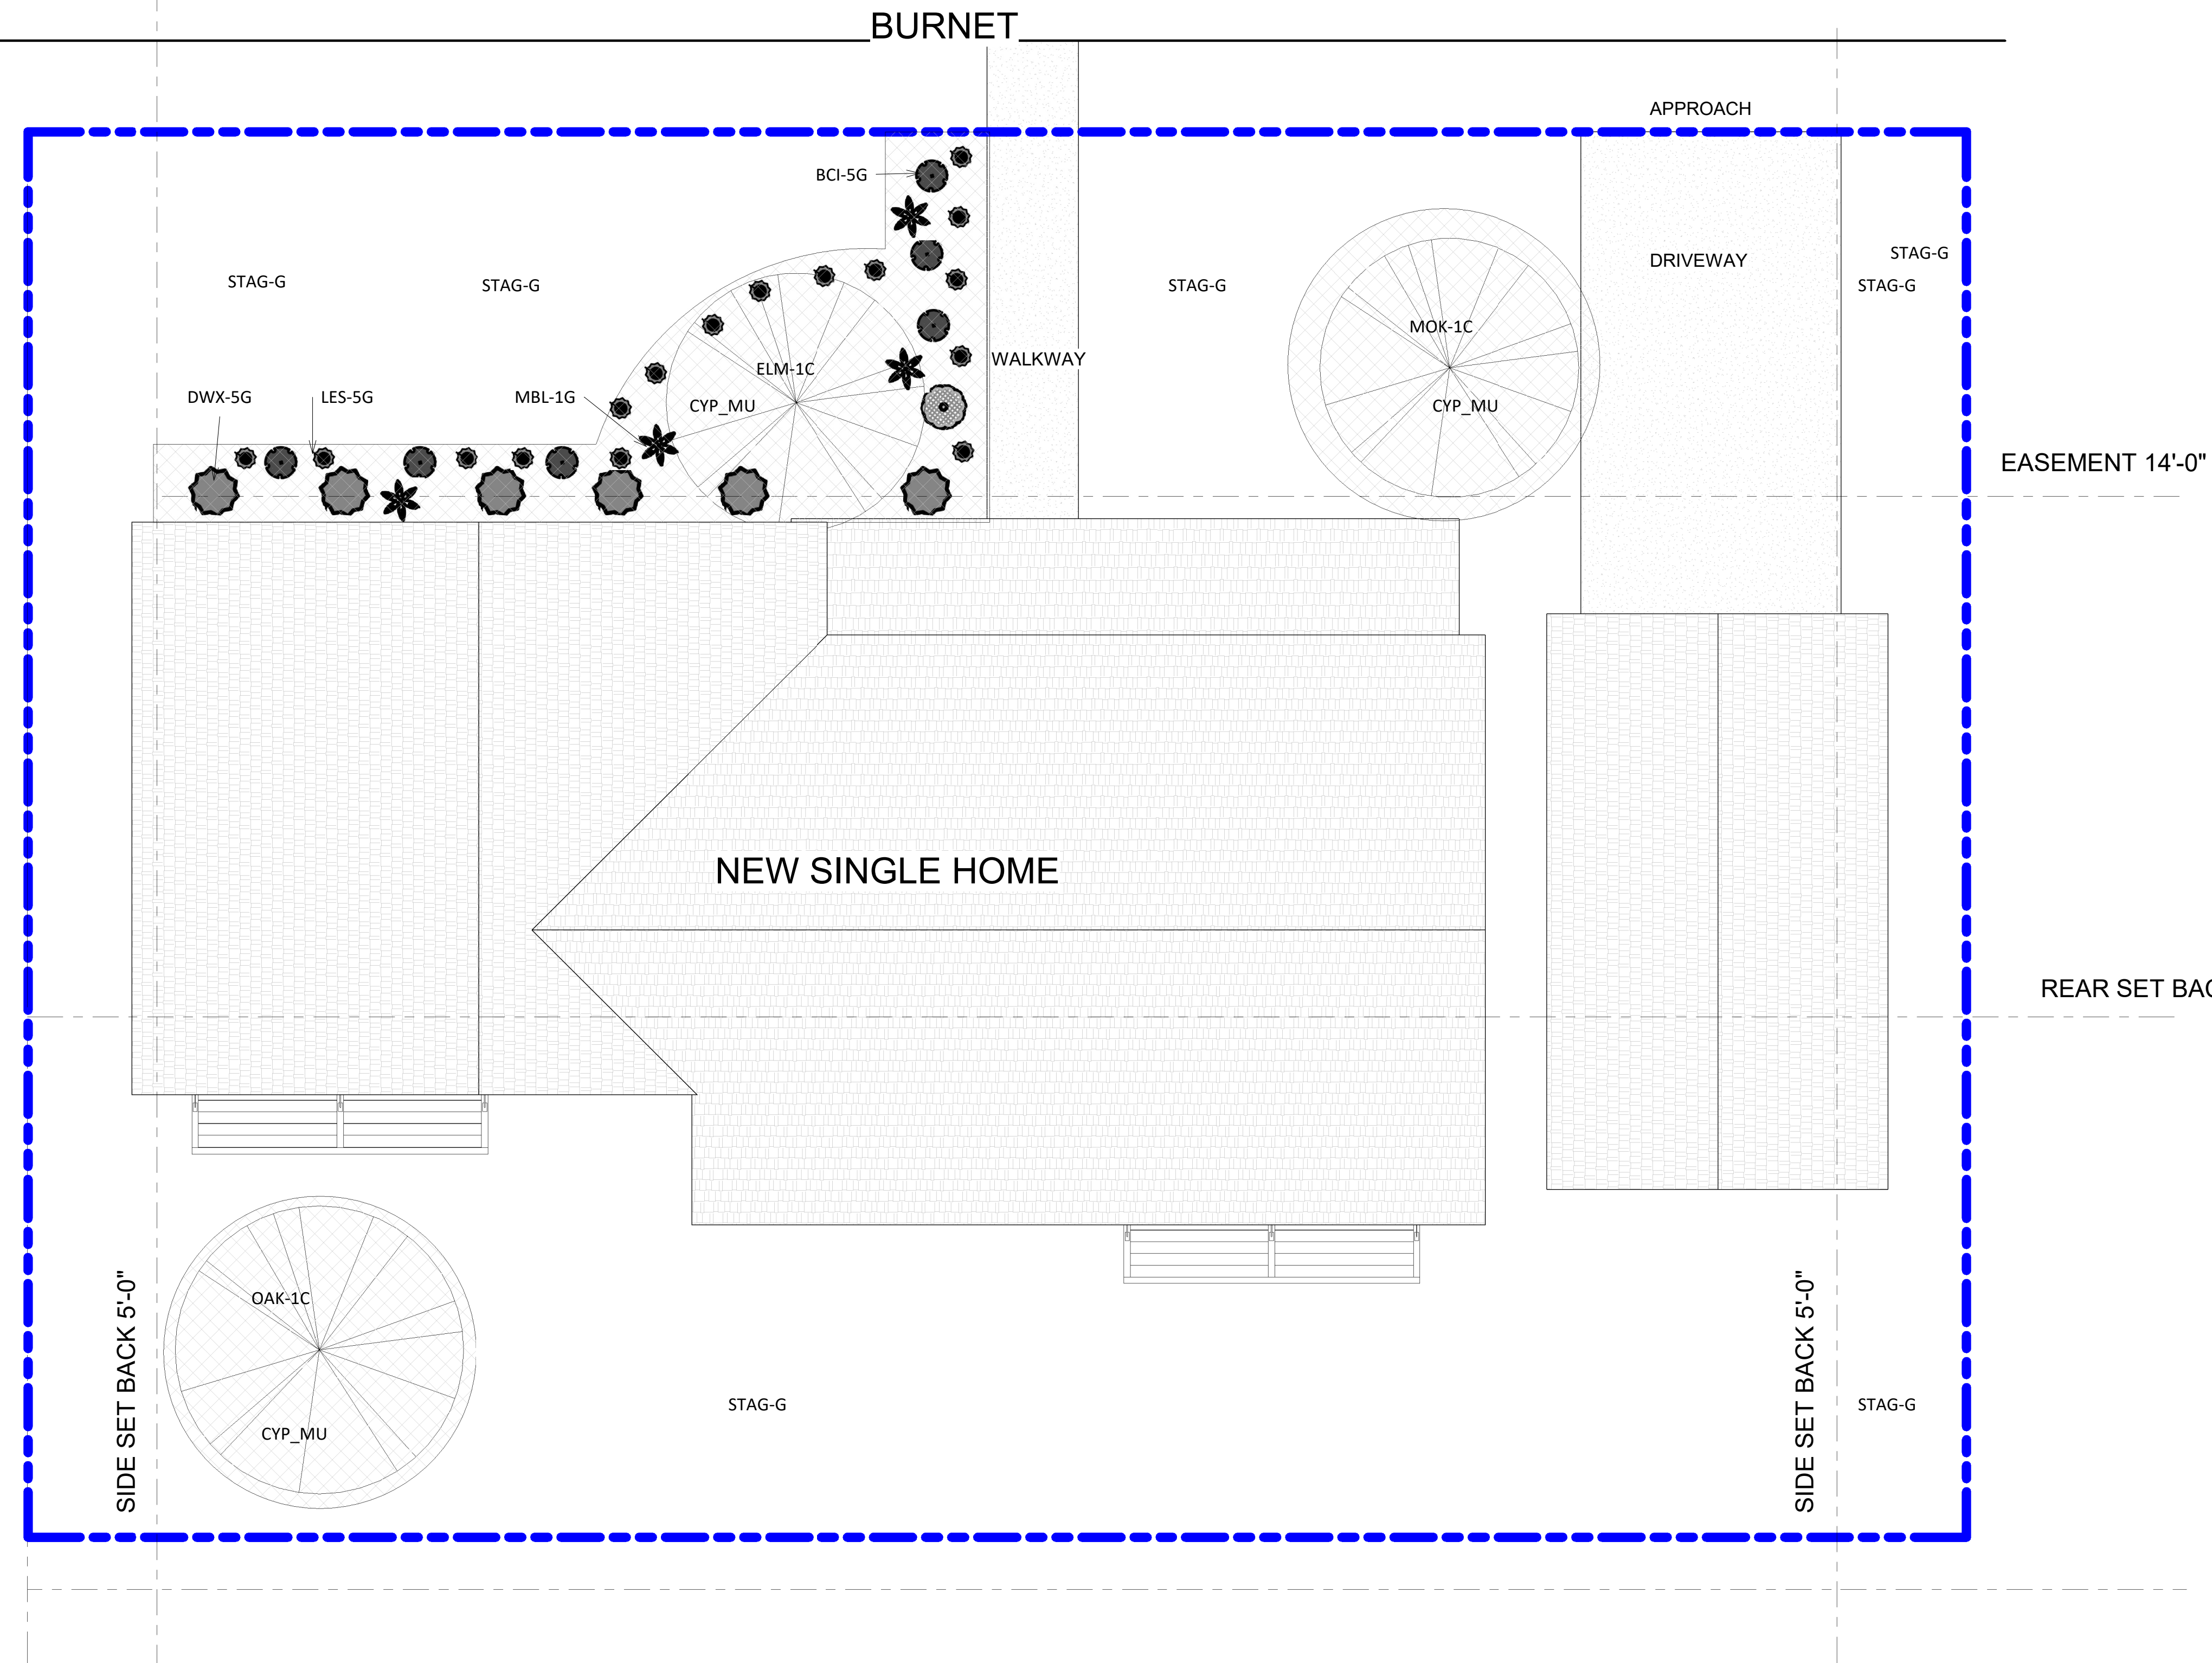 BURNET
APPROACH
BCI-5G
DRIVEWAY
STAG-G
STAG-G
STAG-G
STAG-G
STAG-G
MOK-1C
WALKWAY
ELM-1C
DWX-5G
LES-5G
MBL-1G
CYP_MU
CYP_MU
EASEMENT 14'-0"
NEW SINGLE HOME
REAR SET
OAK-1C
SIDE SET BACK 5'-0"
SIDE SET BACK 5'-0"
STAG-G
STAG-G
CYP_MU